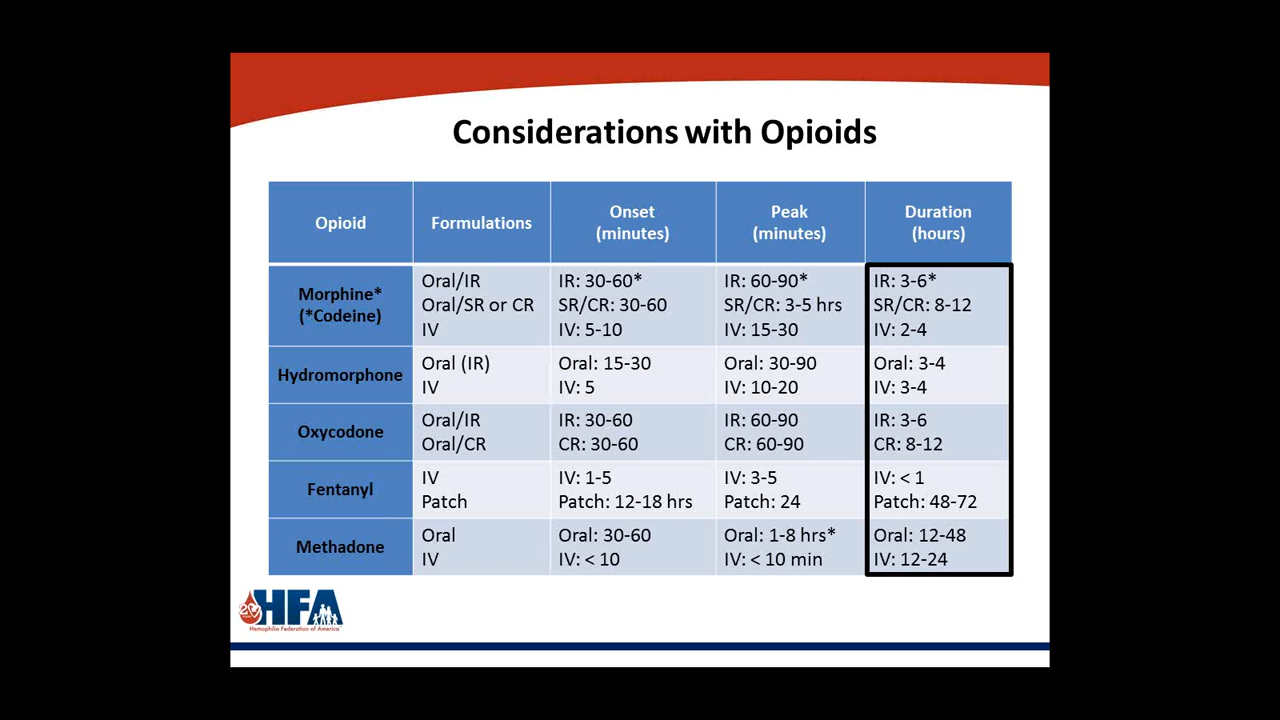 Considerations with Opioids
Opioid
Formulations
Onset
(minutes)
Peak
(minutes)
Duration
(hours)
Morphine*
(*Codeine)
Oral/IR
Oral/SR or CR
IV
IR: 30-60*
SR/CR: 30-60
IV: 5-10
IR: 60-90*
SR/CR: 3-5 hrs
IV: 15-30
IR: 3-6*
SR/CR: 8-12
IV: 2-4
Hydromorphone
Oral (IR)
IV
Oral: 15-30
IV: 5
Oral: 30-90
IV: 10-20
Oral: 3-4
IV: 3-4
Oxycodone
Oral/IR
Oral/CR
IR: 30-60
CR: 30-60
IR: 60-90
CR: 60-90
IR: 3-6
CR: 8-12
Fentanyl
IV
Patch
IV: 1-5
Patch: 12-18 hrs
IV: 3-5
Patch: 24
IV: < 1
Patch: 48-72
Methadone
Oral
IV
Oral: 30-60
IV: < 10
Oral: 1-8 hrs*
IV: < 10 min
Oral: 12-48
IV: 12-24
HFA
Hemophilia Federation of America